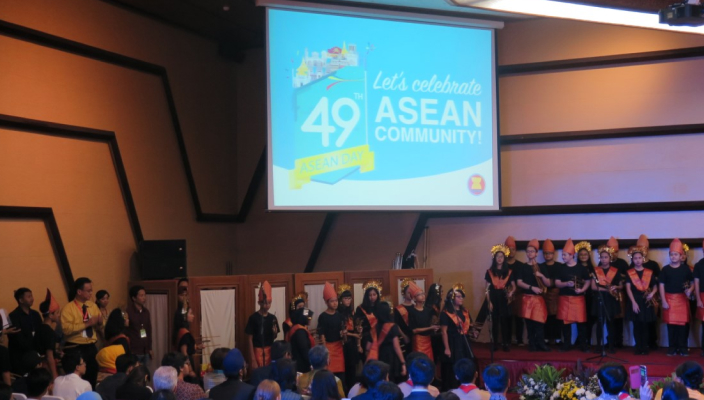 Let's celebrate
49TH
ASEAN
COMMUNITY!
ASEAN DAY